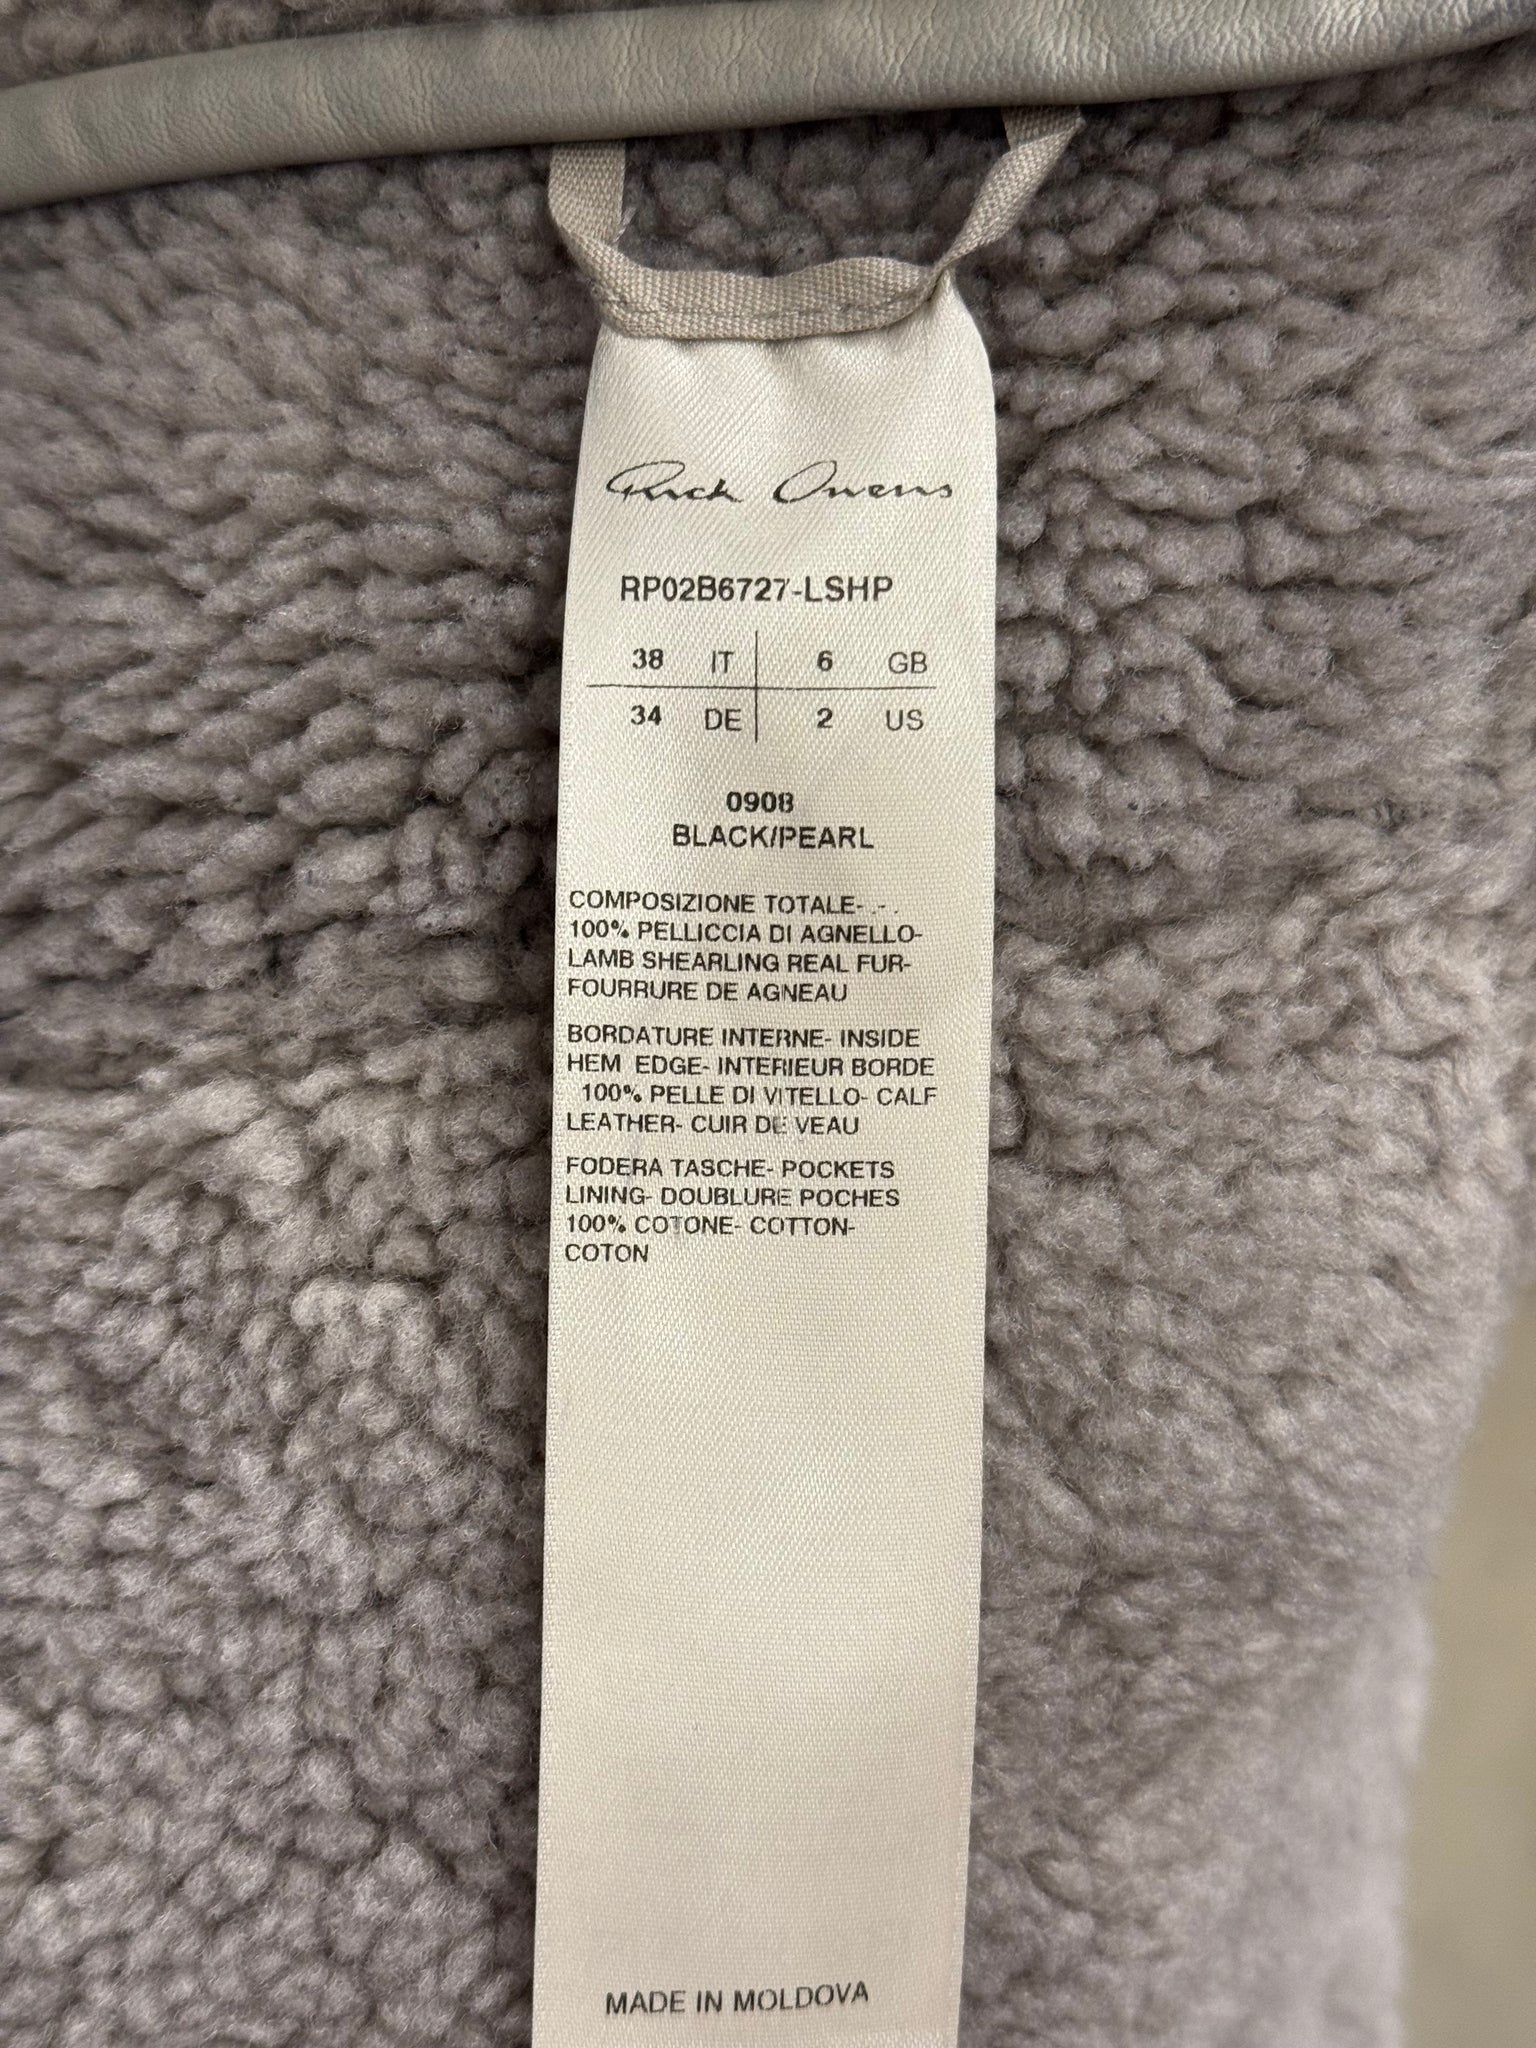 Rick Owens
RP02B6727-LSHP
38 IT 6 GB
34 DE 2 US
0908
BLACK/PEARL
COMPOSIZIONE TOTALE- .- .
100% PELLICCIA DI AGNELLO-
LAMB SHEARLING REAL FUR-
FOURRURE DE AGNEAU
BORDATURE INTERNE- INSIDE
HEM EDGE- INTERIEUR BORDE
100% PELLE DI VITELLO- CALF
LEATHER- CUIR DE VEAU
FODERA TASCHE- POCKETS
LINING- DOUBLURE POCHES
100% COTONE- COTTON-
COTON
MADE IN MOLDOVA